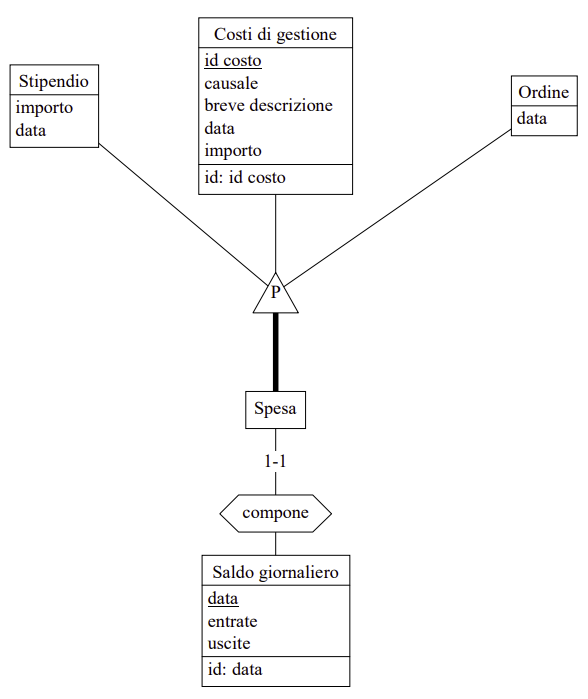 Costi di gestione
id costo
causale
breve descrizione
data
importo
id: id costo
Stipendio
importo
data
Ordine
data
P
Spesa
1-1
compone
Saldo giornaliero
data
entrate
uscite
id: data